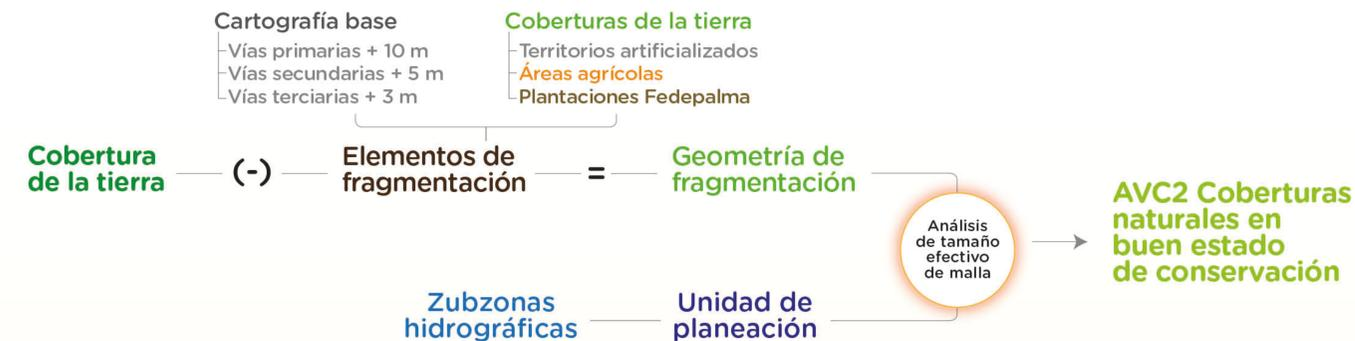 Cartografía base
Vías primarias + 10 m
Vías secundarias + 5 m
Vías terciarias + 3 m
Coberturas de la tierra
Territorios artificializados
Áreas agrícolas
Plantaciones Fedepalma
Cobertura
de la tierra
(-)
Elementos de
fragmentación
=
Geometría de
fragmentación
Análisis
de tamaño
efectivo
de malla
AVC2 Coberturas
naturales en
buen estado
de conservación
Zubzonas
hidrográficas
Unidad de
planeación